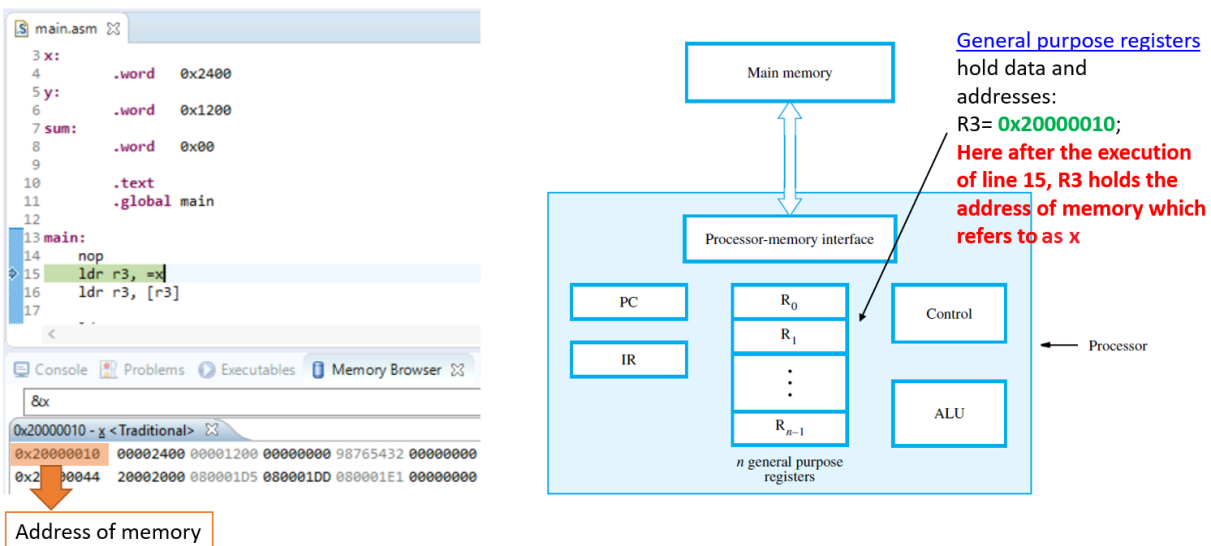 main.asm
3 x:
4 .word 0x2400
5 y:
6 .word 0x1200
7 sum:
8 .word 0x00
9
10 .text
11 .global main
12
13 main:
14 nop
15 ldr r3, =x
16 ldr r3, [r3]
17
Console Problems Executables Memory Browser
&x
0x20000010 - x <Traditional>
0x20000010 00002400 00001200 00000000 98765432 00000000
00044 20002000 080001D5 080001DD 080001E1 00000000
Address of memory
Main memory
Processor-memory interface
PC
IR
R0
R1
⋮
Rn−1
n general purpose
registers
Control
ALU
Processor
General purpose registers
hold data and
addresses:
R3= 0x20000010;
Here after the execution
of line 15, R3 holds the
address of memory which
refers to as x